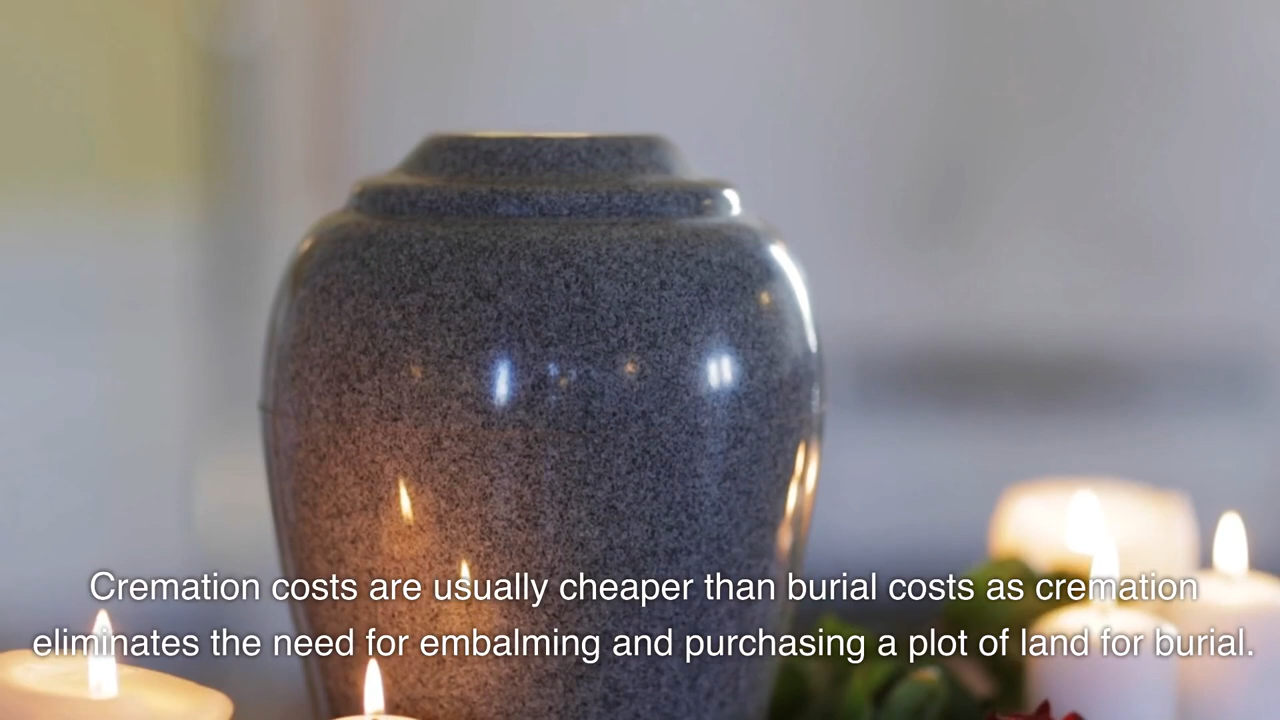 Cremation costs are usually cheaper than burial costs as cremation
eliminates the need for embalming and purchasing a plot of land for burial.